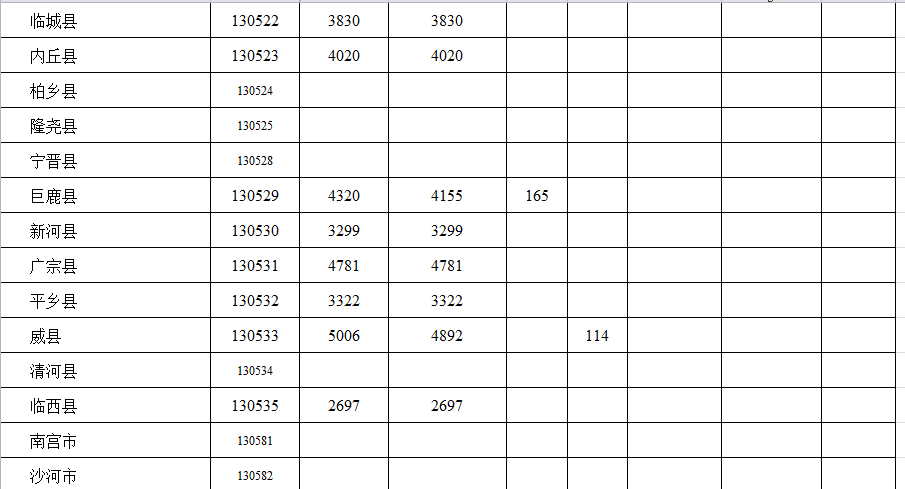 临城县 130522 3830 3830
内丘县 130523 4020 4020
柏乡县 130524
隆尧县 130525
宁晋县 130528
巨鹿县 130529 4320 4155 165
新河县 130530 3299 3299
广宗县 130531 4781 4781
平乡县 130532 3322 3322
威县 130533 5006 4892 114
清河县 130534
临西县 130535 2697 2697
南宫市 130581
沙河市 130582